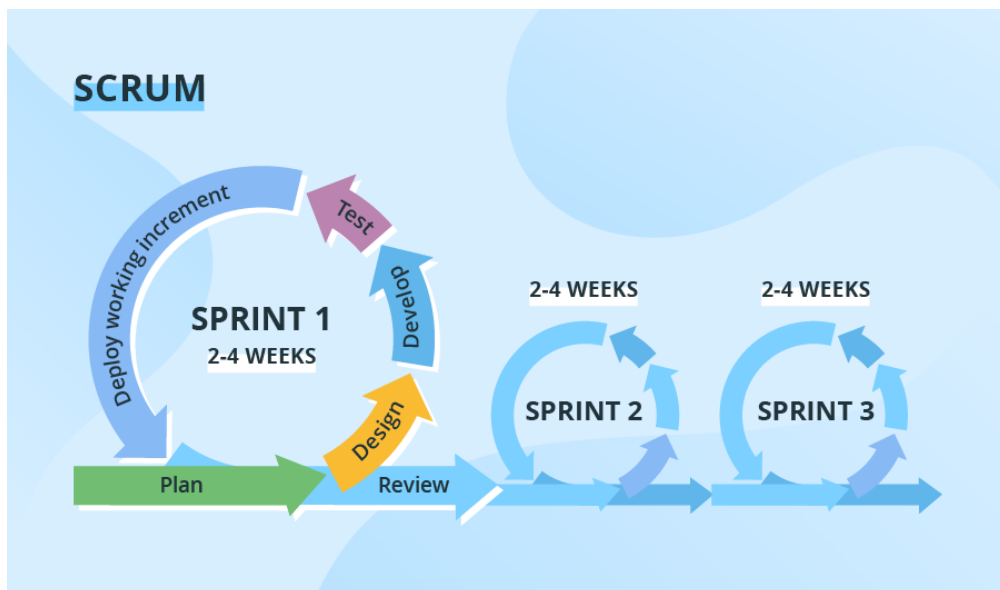 SCRUM
Deploy working increment
Test
Develop
Design
SPRINT 1
2-4 WEEKS
Plan
Review
2-4 WEEKS
SPRINT 2
2-4 WEEKS
SPRINT 3